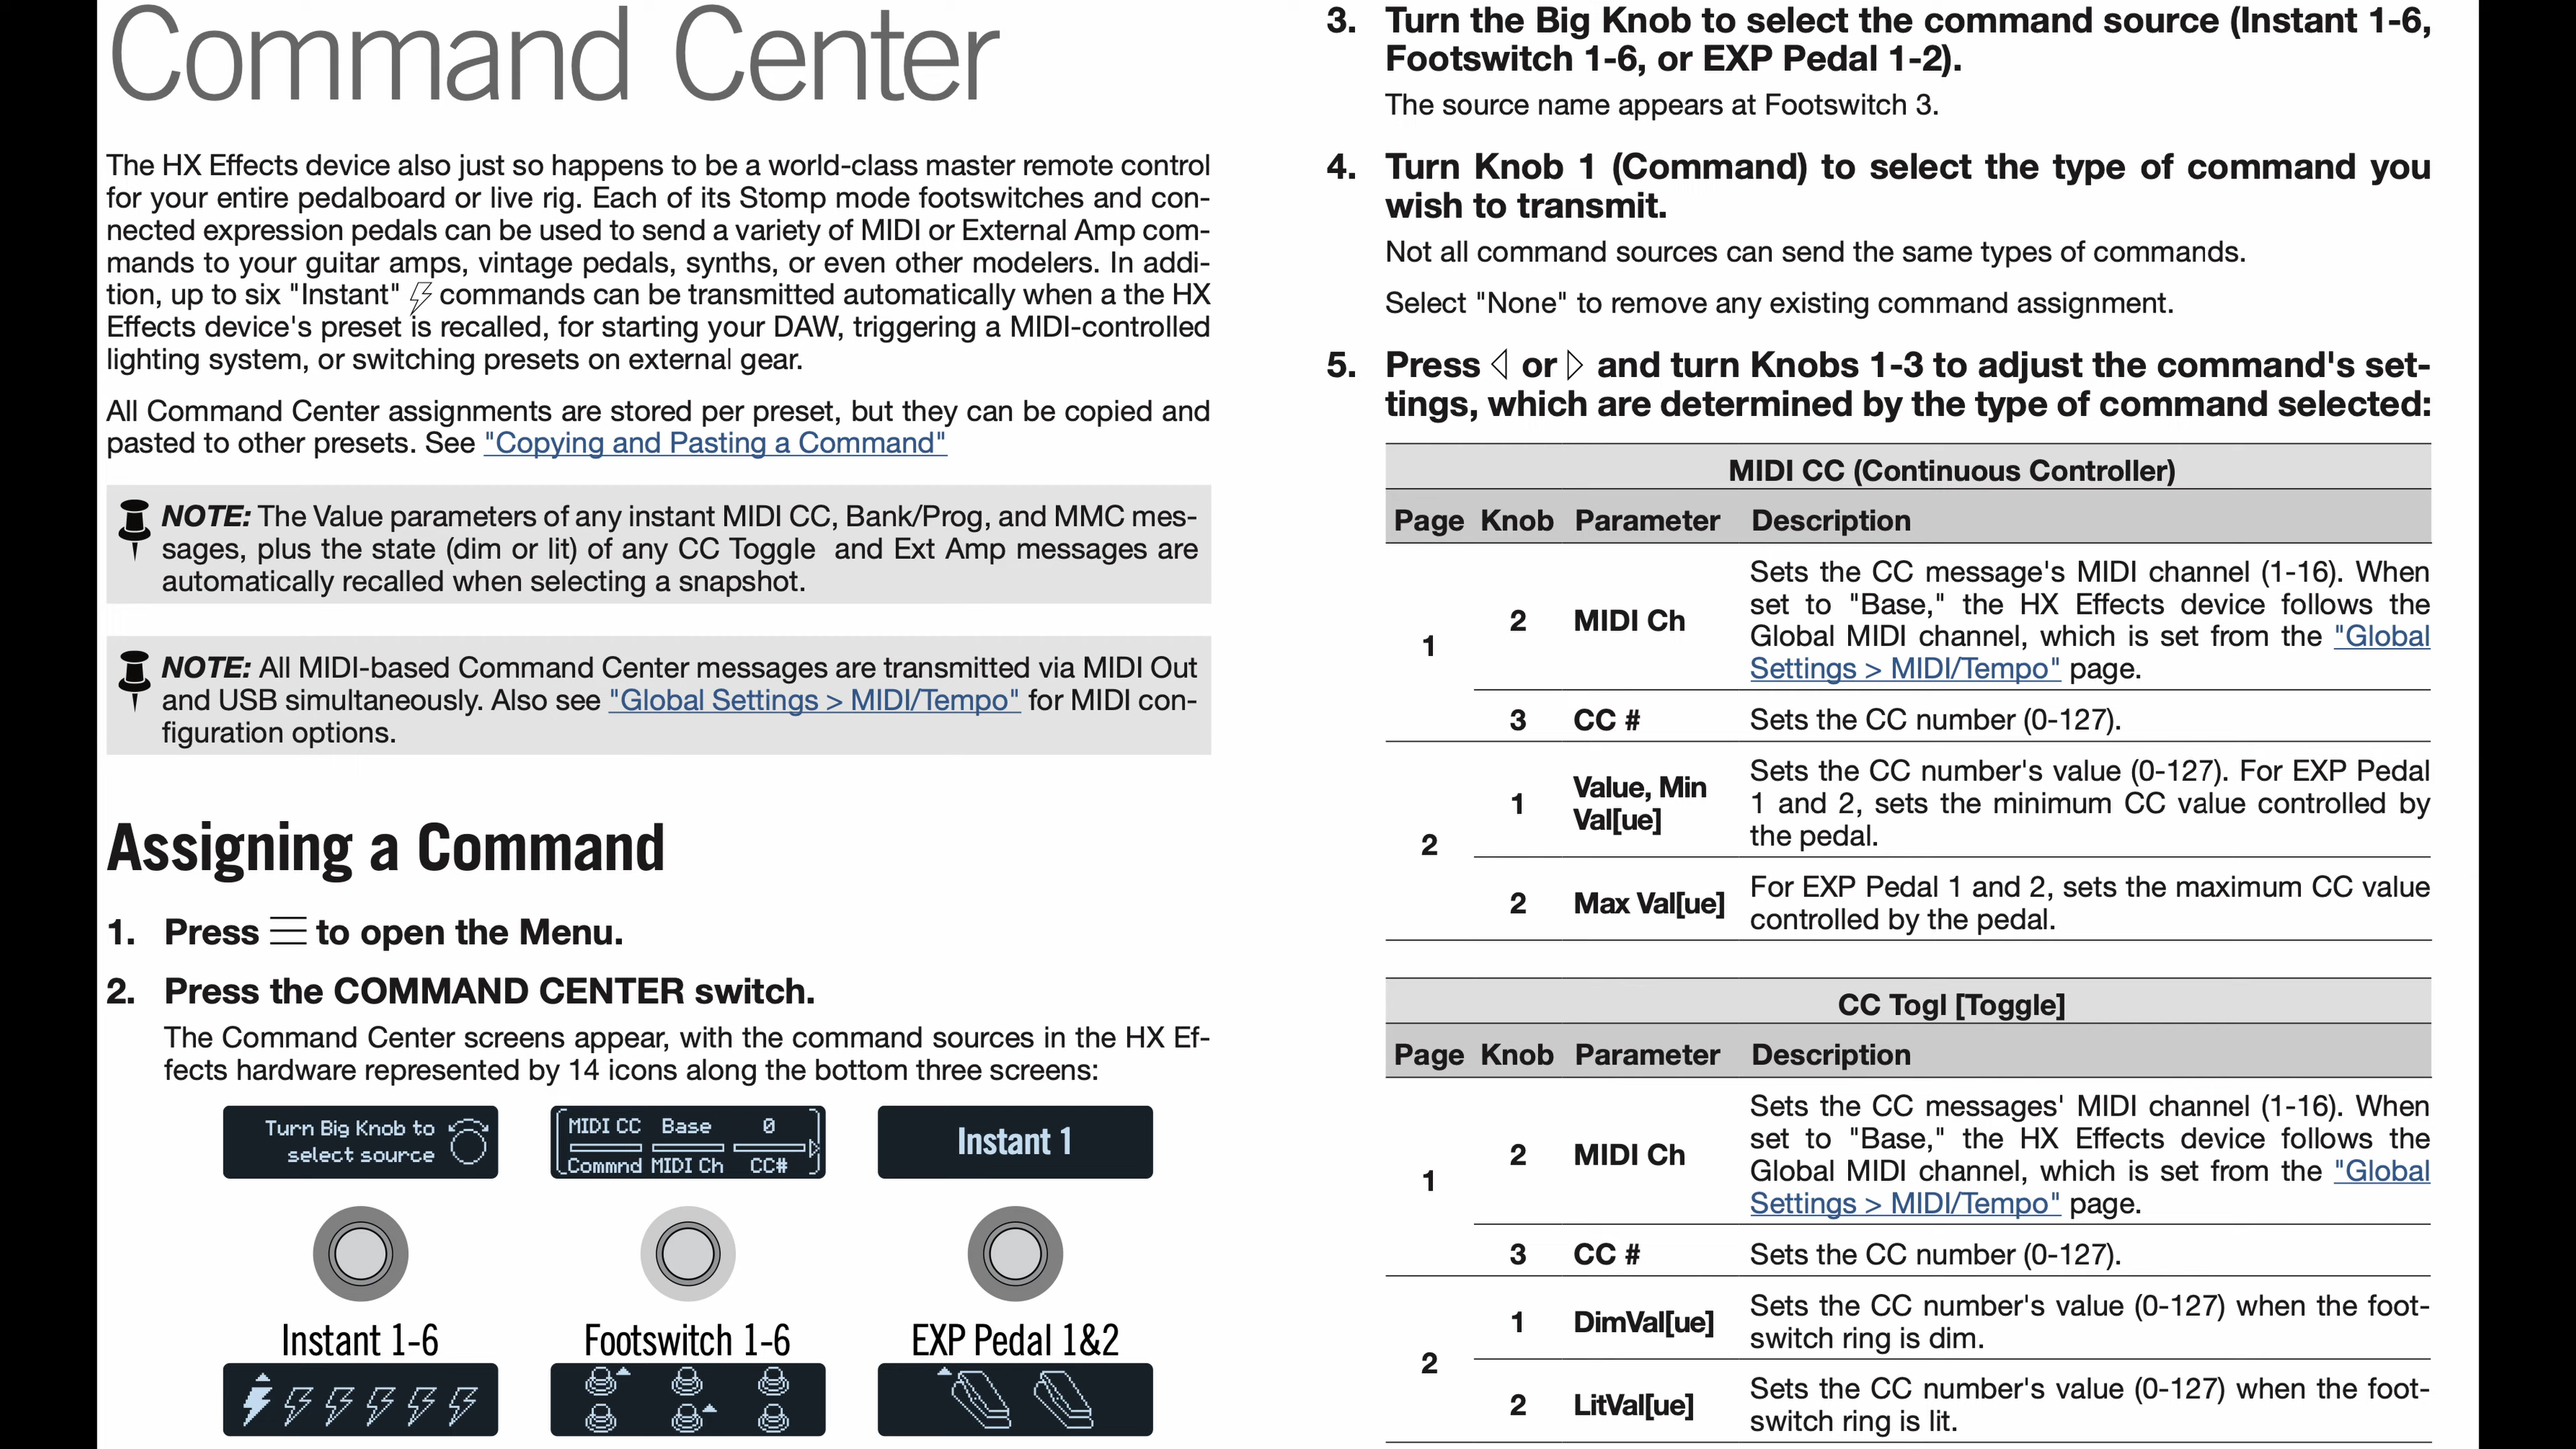 Command Center
The HX Effects device also just so happens to be a world-class master remote control
for your entire pedalboard or live rig. Each of its Stomp mode footswitches and con-
nected expression pedals can be used to send a variety of MIDI or External Amp com-
mands to your guitar amps, vintage pedals, synths, or even other modelers. In addi-
tion, up to six "Instant" commands can be transmitted automatically when a the HX
Effects device's preset is recalled, for starting your DAW, triggering a MIDI-controlled
lighting system, or switching presets on external gear.
All Command Center assignments are stored per preset, but they can be copied and
pasted to other presets. See "Copying and Pasting a Command"
NOTE: The Value parameters of any instant MIDI CC, Bank/Prog, and MMC mes-
sages, plus the state (dim or lit) of any CC Toggle and Ext Amp messages are
automatically recalled when selecting a snapshot.
NOTE: All MIDI-based Command Center messages are transmitted via MIDI Out
and USB simultaneously. Also see "Global Settings > MIDI/Tempo" for MIDI con-
figuration options.
Assigning a Command
1. Press to open the Menu.
2. Press the COMMAND CENTER switch.
The Command Center screens appear, with the command sources in the HX Ef-
fects hardware represented by 14 icons along the bottom three screens:
Turn Big Knob to
select source
MIDI CC Base 0
Commnd MIDI Ch CC#
Instant 1
Instant 1-6 Footswitch 1-6 EXP Pedal 1&2
3. Turn the Big Knob to select the command source (Instant 1-6,
Footswitch 1-6, or EXP Pedal 1-2).
The source name appears at Footswitch 3.
4. Turn Knob 1 (Command) to select the type of command you
wish to transmit.
Not all command sources can send the same types of commands.
Select "None" to remove any existing command assignment.
5. Press or and turn Knobs 1-3 to adjust the command's set-
tings, which are determined by the type of command selected:
MIDI CC (Continuous Controller)
Page Knob Parameter Description
1
2 MIDI Ch
Sets the CC message's MIDI channel (1-16). When
set to "Base," the HX Effects device follows the
Global MIDI channel, which is set from the "Global
Settings > MIDI/Tempo" page.
3 CC # Sets the CC number (0-127).
2
1
Value, Min
Val[ue]
Sets the CC number's value (0-127). For EXP Pedal
1 and 2, sets the minimum CC value controlled by
the pedal.
2 Max Val[ue]
For EXP Pedal 1 and 2, sets the maximum CC value
controlled by the pedal.
CC Togl [Toggle]
Page Knob Parameter Description
1
2 MIDI Ch
Sets the CC messages' MIDI channel (1-16). When
set to "Base," the HX Effects device follows the
Global MIDI channel, which is set from the "Global
Settings > MIDI/Tempo" page.
3 CC # Sets the CC number (0-127).
2
1 DimVal[ue]
Sets the CC number's value (0-127) when the foot-
switch ring is dim.
2 LitVal[ue]
Sets the CC number's value (0-127) when the foot-
switch ring is lit.